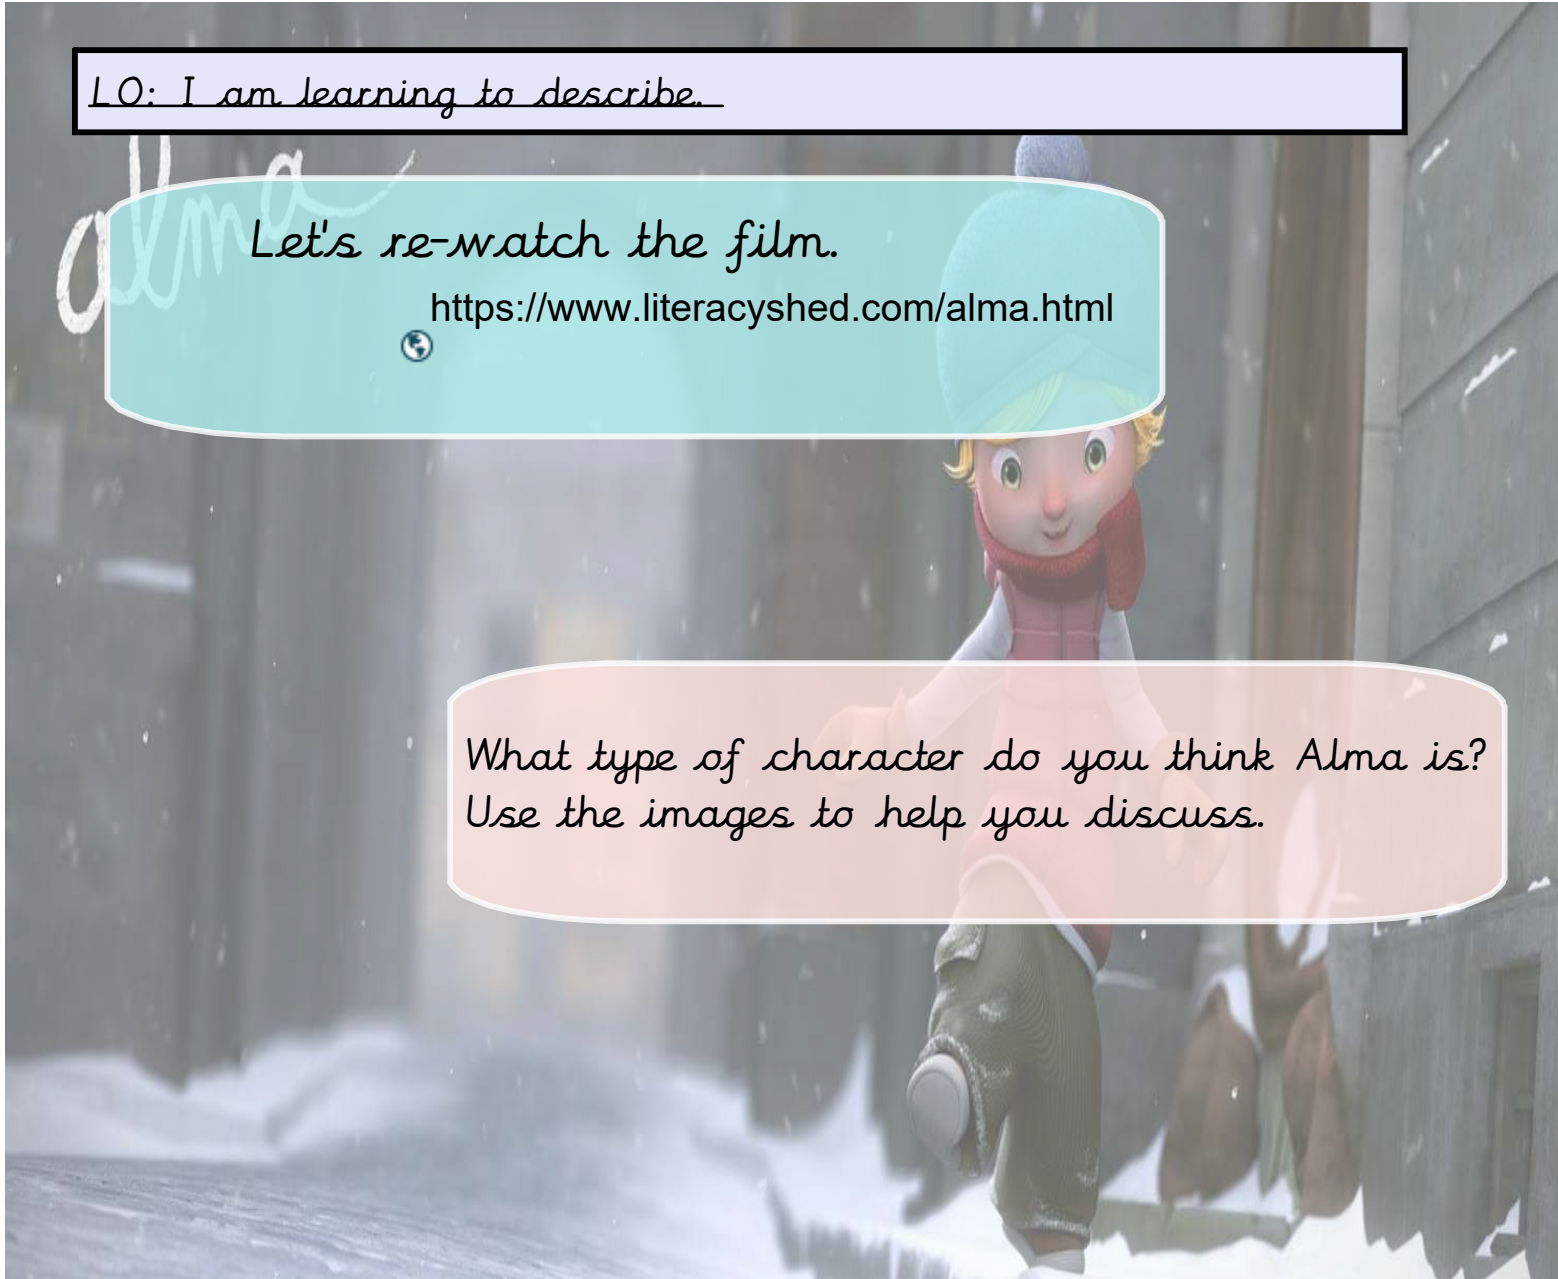 LO: I am learning to describe.
alma
Let's re-watch the film.
https://www.literacyshed.com/alma.html
What type of character do you think Alma is?
Use the images to help you discuss.